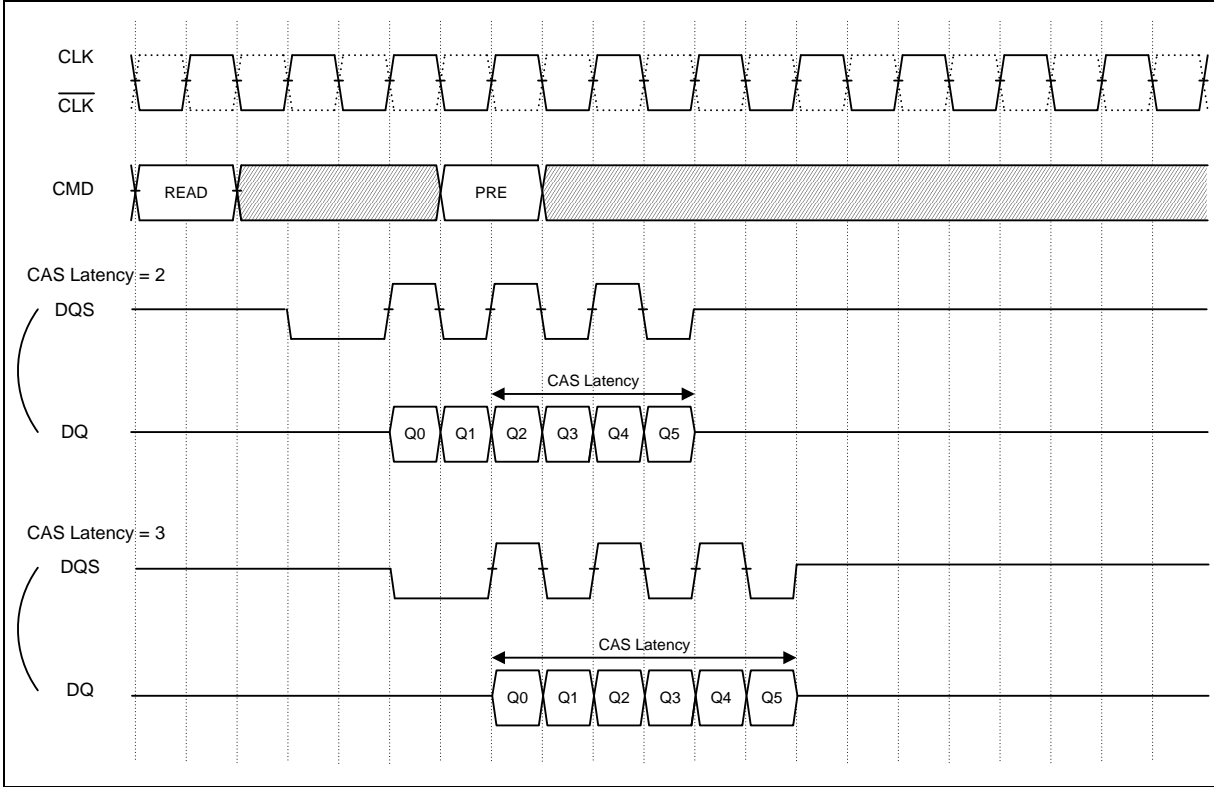 CLK
CLK
CMD
READ
PRE
CAS Latency = 2
DQS
CAS Latency
DQ
Q0 Q1 Q2 Q3 Q4 Q5
CAS Latency = 3
DQS
CAS Latency
DQ
Q0 Q1 Q2 Q3 Q4 Q5